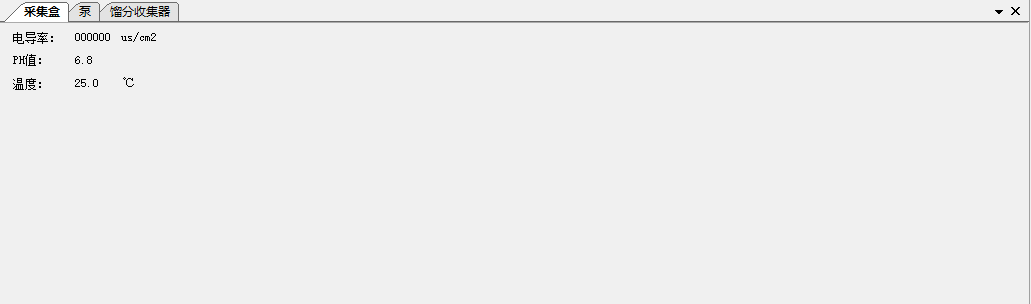 采集盒 泵 馏分收集器
电导率: 000000 us/cm2
PH值: 6.8
温度: 25.0 ℃